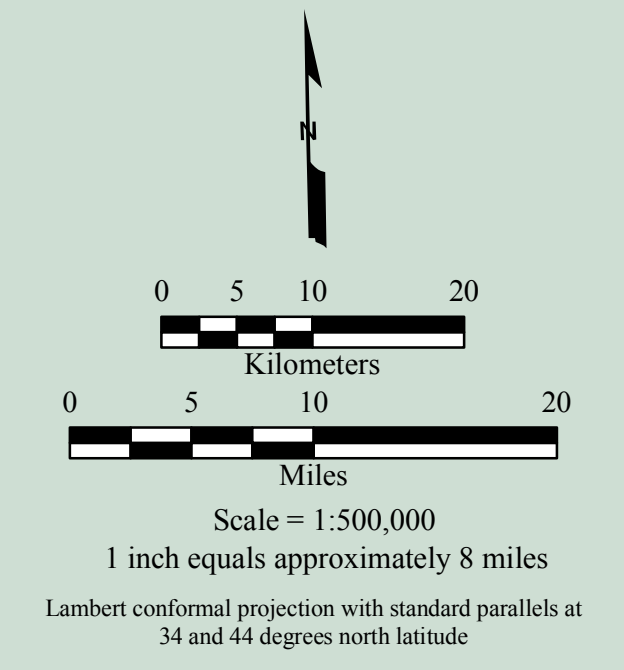 N
0 5 10 20
Kilometers
0 5 10 20
Miles
Scale = 1:500,000
1 inch equals approximately 8 miles
Lambert conformal projection with standard parallels at
34 and 44 degrees north latitude